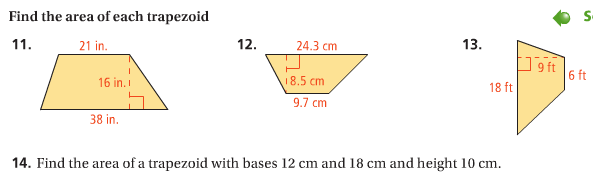 Find the area of each trapezoid
S
11.
21 in.
16 in.
38 in.
12.
24.3 cm
8.5 cm
9.7 cm
13.
9 ft
6 ft
18 ft
14. Find the area of a trapezoid with bases 12 cm and 18 cm and height 10 cm.